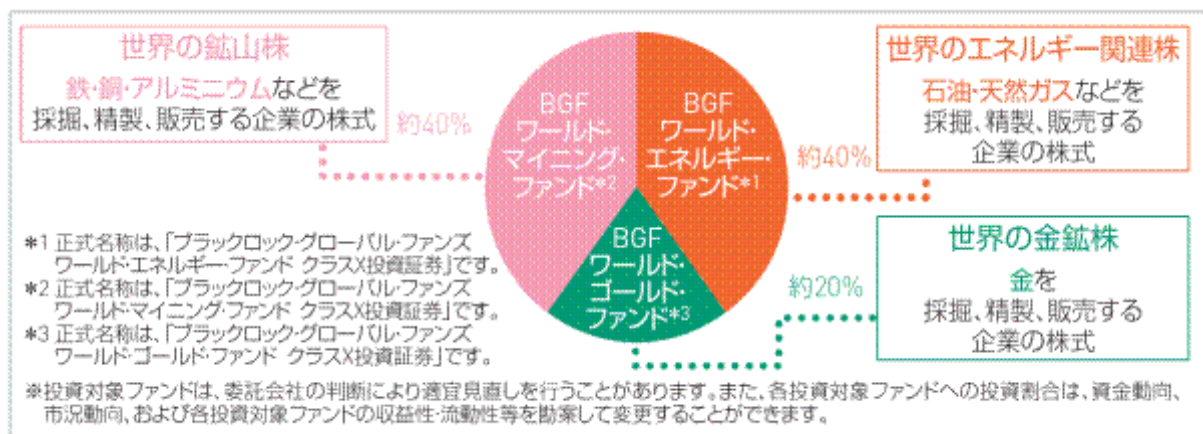 世界の鉱山株
鉄・銅・アルミニウムなどを
採掘、精製、販売する企業の株式
約40%
BGF
ワールド・
マイニング・
ファンド*2
BGF
ワールド・
エネルギー・
ファンド*1
BGF
ワールド・
ゴールド・
ファンド*3
世界のエネルギー関連株
石油・天然ガスなどを
採掘、精製、販売する
企業の株式
約40%
世界の金鉱株
金を
採掘、精製、販売する
企業の株式
約20%
*1 正式名称は、「ブラックロック・グローバル・ファンズ
ワールド・エネルギー・ファンド クラスX投資証券」です。
*2 正式名称は、「ブラックロック・グローバル・ファンズ
ワールド・マイニング・ファンド クラスX投資証券」です。
*3 正式名称は、「ブラックロック・グローバル・ファンズ
ワールド・ゴールド・ファンド クラスX投資証券」です。
※投資対象ファンドは、委託会社の判断により適宜見直しを行うことがあります。また、各投資対象ファンドへの投資割合は、資金動向、
市況動向、および各投資対象ファンドの収益性・流動性等を勘案して変更することができます。